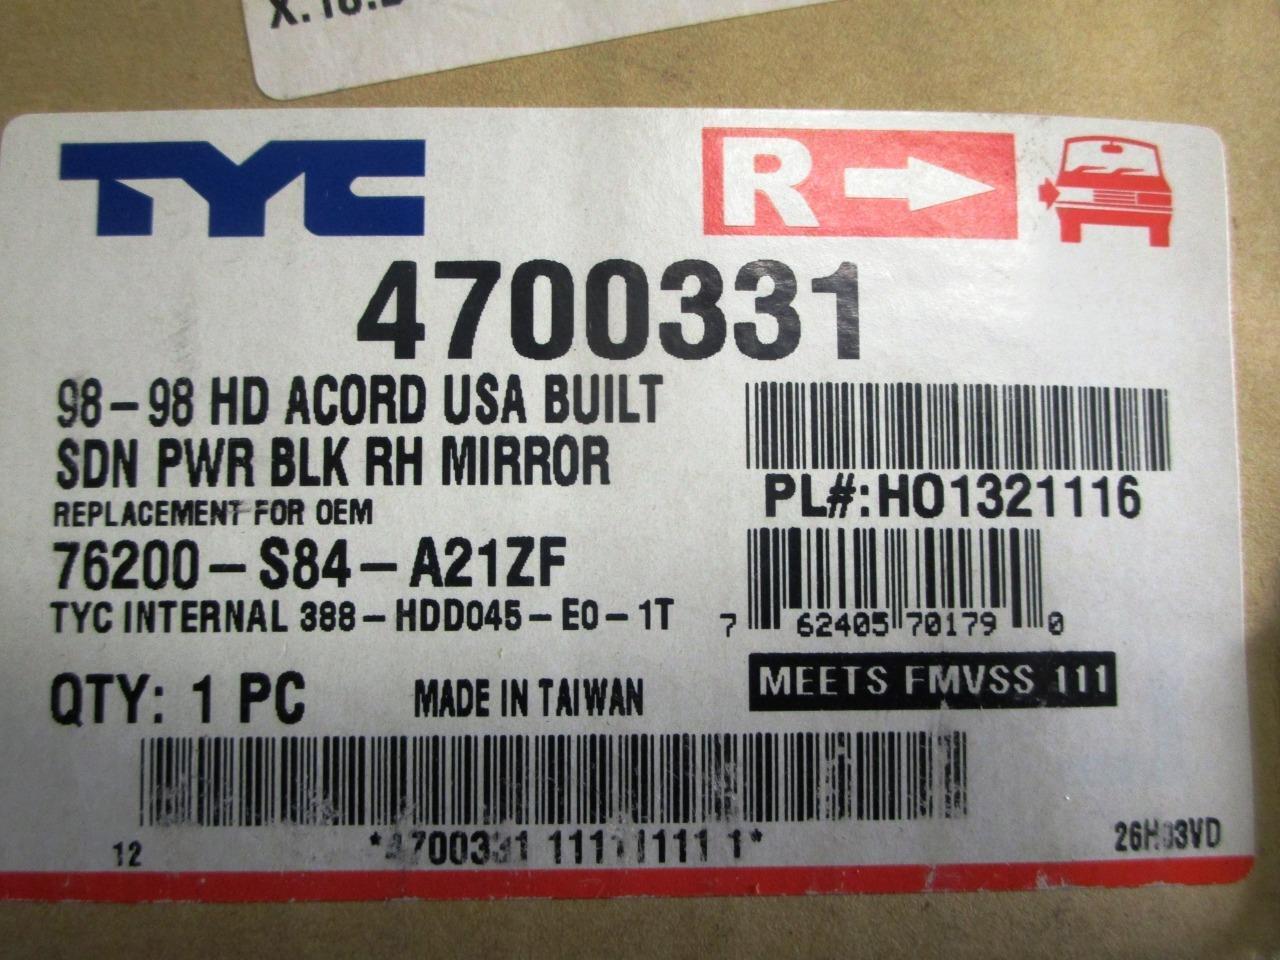 TYC
R
4700331
98-98 HD ACORD USA BUILT
SDN PWR BLK RH MIRROR
REPLACEMENT FOR OEM
76200-S84-A21ZF
TYC INTERNAL 388-HDD045-E0-1T
PL#:HO1321116
7 62405 70179 0
MEETS FMVSS 111
QTY: 1 PC MADE IN TAIWAN
12